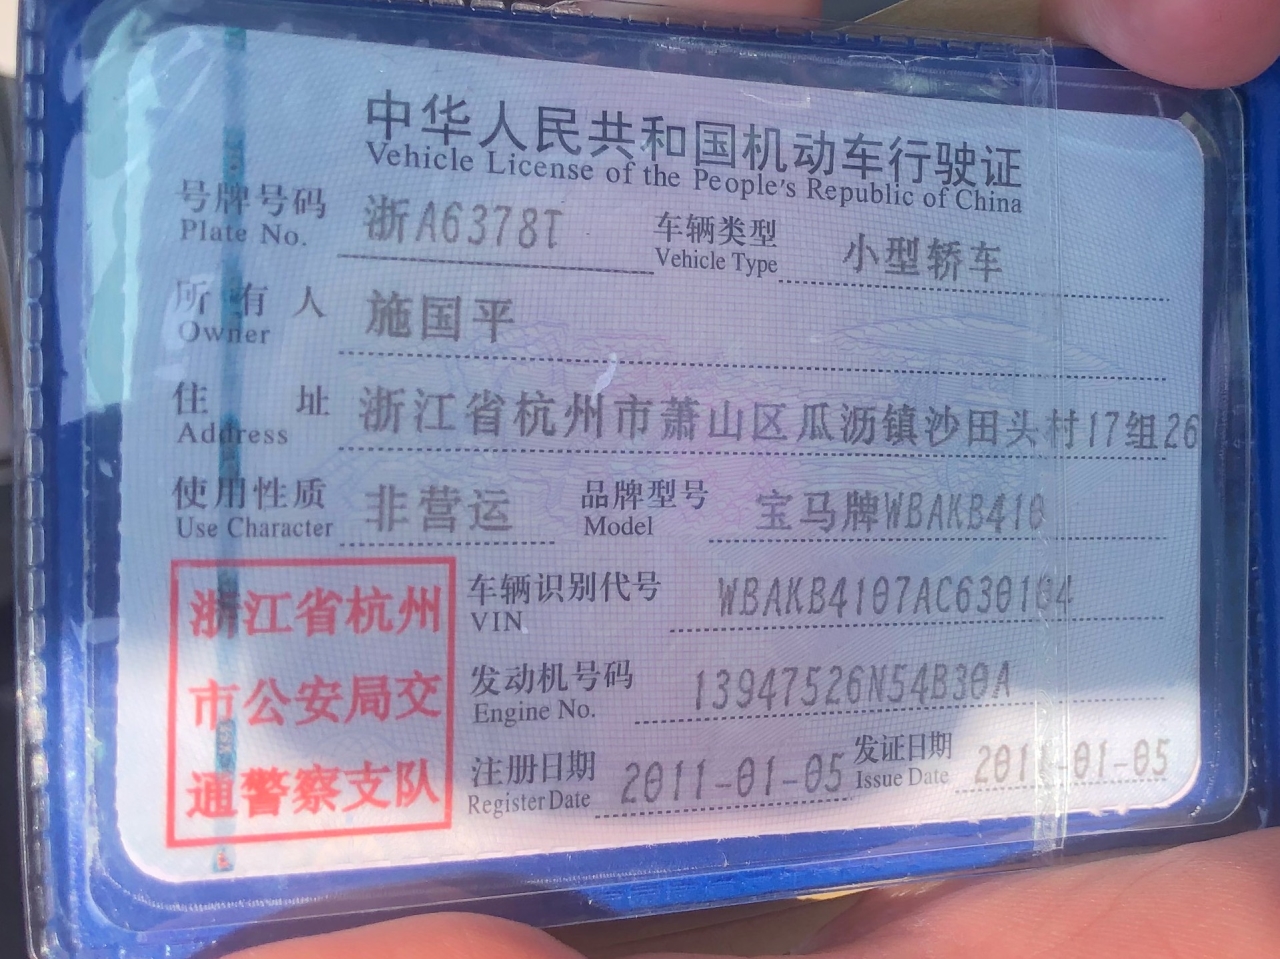 中华人民共和国机动车行驶证
Vehicle License of the People's Republic of China
号牌号码 浙A6378T 车辆类型 小型轿车
Plate No. Vehicle Type
所有人 施国平
Owner
住址 浙江省杭州市萧山区瓜沥镇沙田头村17组26
Address
使用性质 非营运 品牌型号 宝马牌WBAKB410
Use Character Model
浙江省杭州
市公安局交
通警察支队
车辆识别代号 WBAKB4107AC630104
VIN
发动机号码 13947526N54B30A
Engine No.
注册日期 2011-01-05 发证日期 2011-01-05
Register Date Issue Date